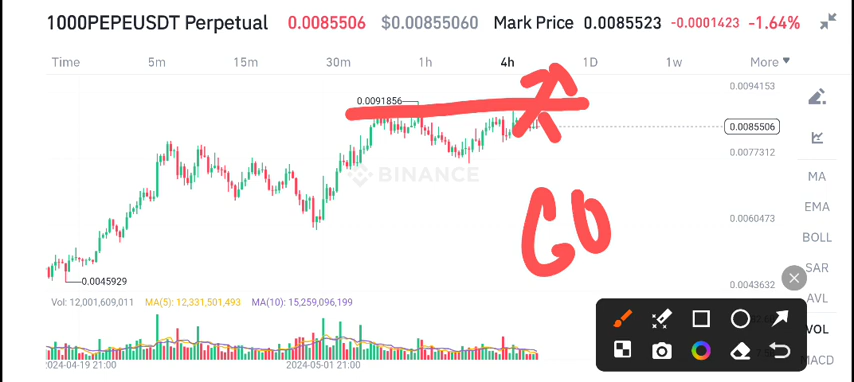 1000PEPEUSDT Perpetual 0.0085506 $0.00855060 Mark Price 0.0085523 -0.0001423 -1.64%
Time 5m 15m 30m 1h 4h 1D 1w More
0.0094153
0.0091856
0.0085506
0.0077312
BINANCE
MA
EMA
0.0060473
GO
BOLL
SAR
0.0045929
0.0043632
AVL
Vol: 12,001,609,011 MA(5): 12,331,501,493 MA(10): 15,259,096,199
VOL
MACD
2024-04-19 21:00 2024-05-01 21:00